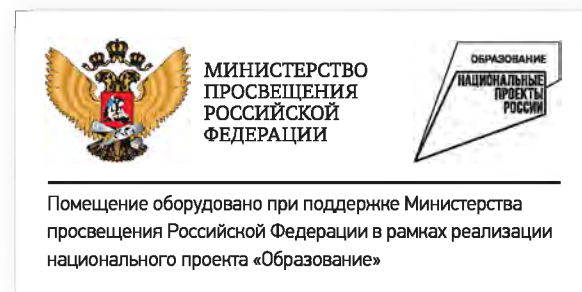 МИНИСТЕРСТВО
ПРОСВЕЩЕНИЯ
РОССИЙСКОЙ
ФЕДЕРАЦИИ
ОБРАЗОВАНИЕ
НАЦИОНАЛЬНЫЕ
ПРОЕКТЫ
РОССИИ
Помещение оборудовано при поддержке Министерства
просвещения Российской Федерации в рамках реализации
национального проекта «Образование»